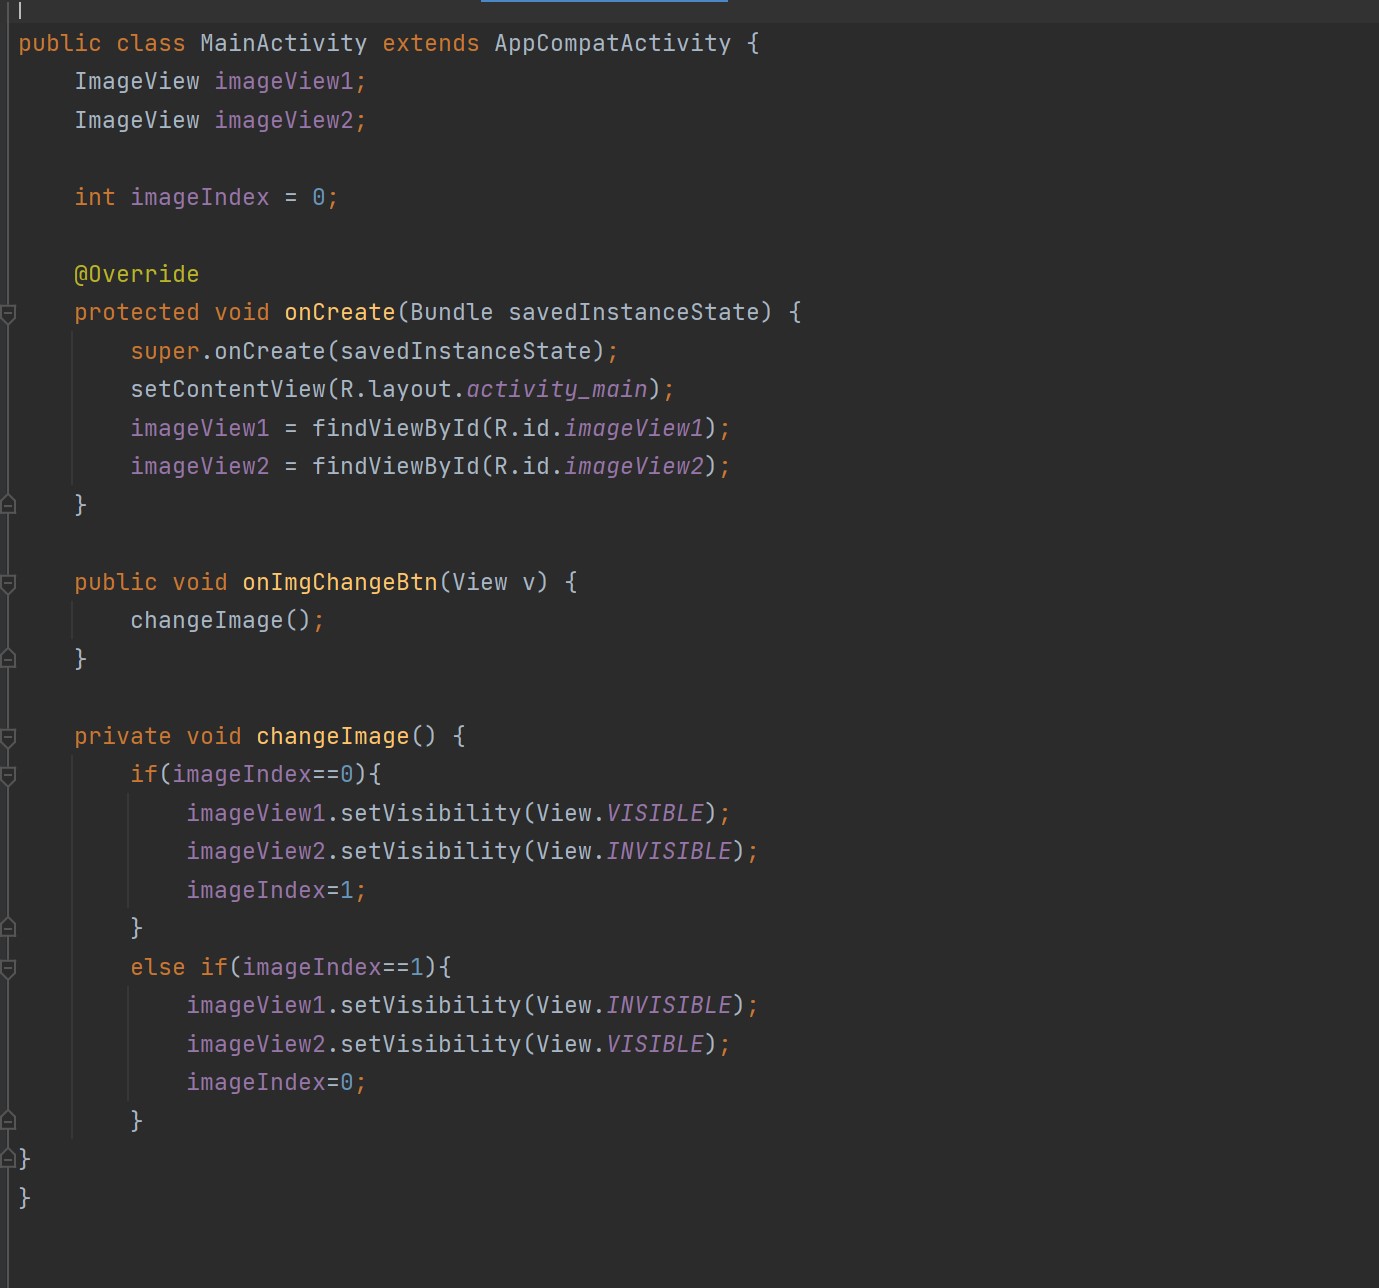 public class MainActivity extends AppCompatActivity {
    ImageView imageView1;
    ImageView imageView2;

    int imageIndex = 0;

    @Override
    protected void onCreate(Bundle savedInstanceState) {
        super.onCreate(savedInstanceState);
        setContentView(R.layout.activity_main);
        imageView1 = findViewById(R.id.imageView1);
        imageView2 = findViewById(R.id.imageView2);
    }

    public void onImgChangeBtn(View v) {
        changeImage();
    }

    private void changeImage() {
        if(imageIndex==0){
            imageView1.setVisibility(View.VISIBLE);
            imageView2.setVisibility(View.INVISIBLE);
            imageIndex=1;
        }
        else if(imageIndex==1){
            imageView1.setVisibility(View.INVISIBLE);
            imageView2.setVisibility(View.VISIBLE);
            imageIndex=0;
        }
}
}